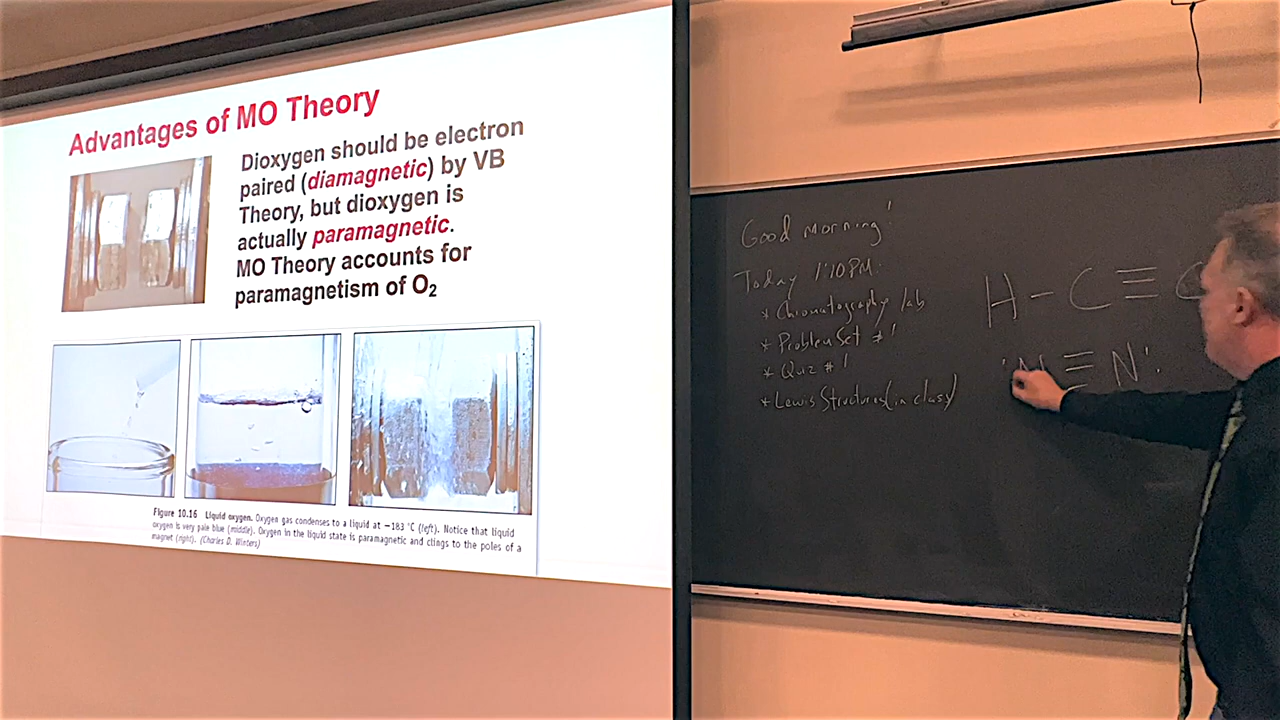 Advantages of MO Theory
Dioxygen should be electron
paired (diamagnetic) by VB
Theory, but dioxygen is
actually paramagnetic.
MO Theory accounts for
paramagnetism of O₂
Figure 10.16 Liquid oxygen. Oxygen gas condenses to a liquid at −183 °C (left). Notice that liquid
oxygen is very pale blue (middle). Oxygen in the liquid state is paramagnetic and clings to the poles of a
magnet (right). (Charles D. Winters)
Good morning!
Today 1:10 PM:
* Chromatography lab
* Problem Set #1
* Quiz #1
* Lewis Structures (in class)
H − C ≡ C
:N ≡ N: